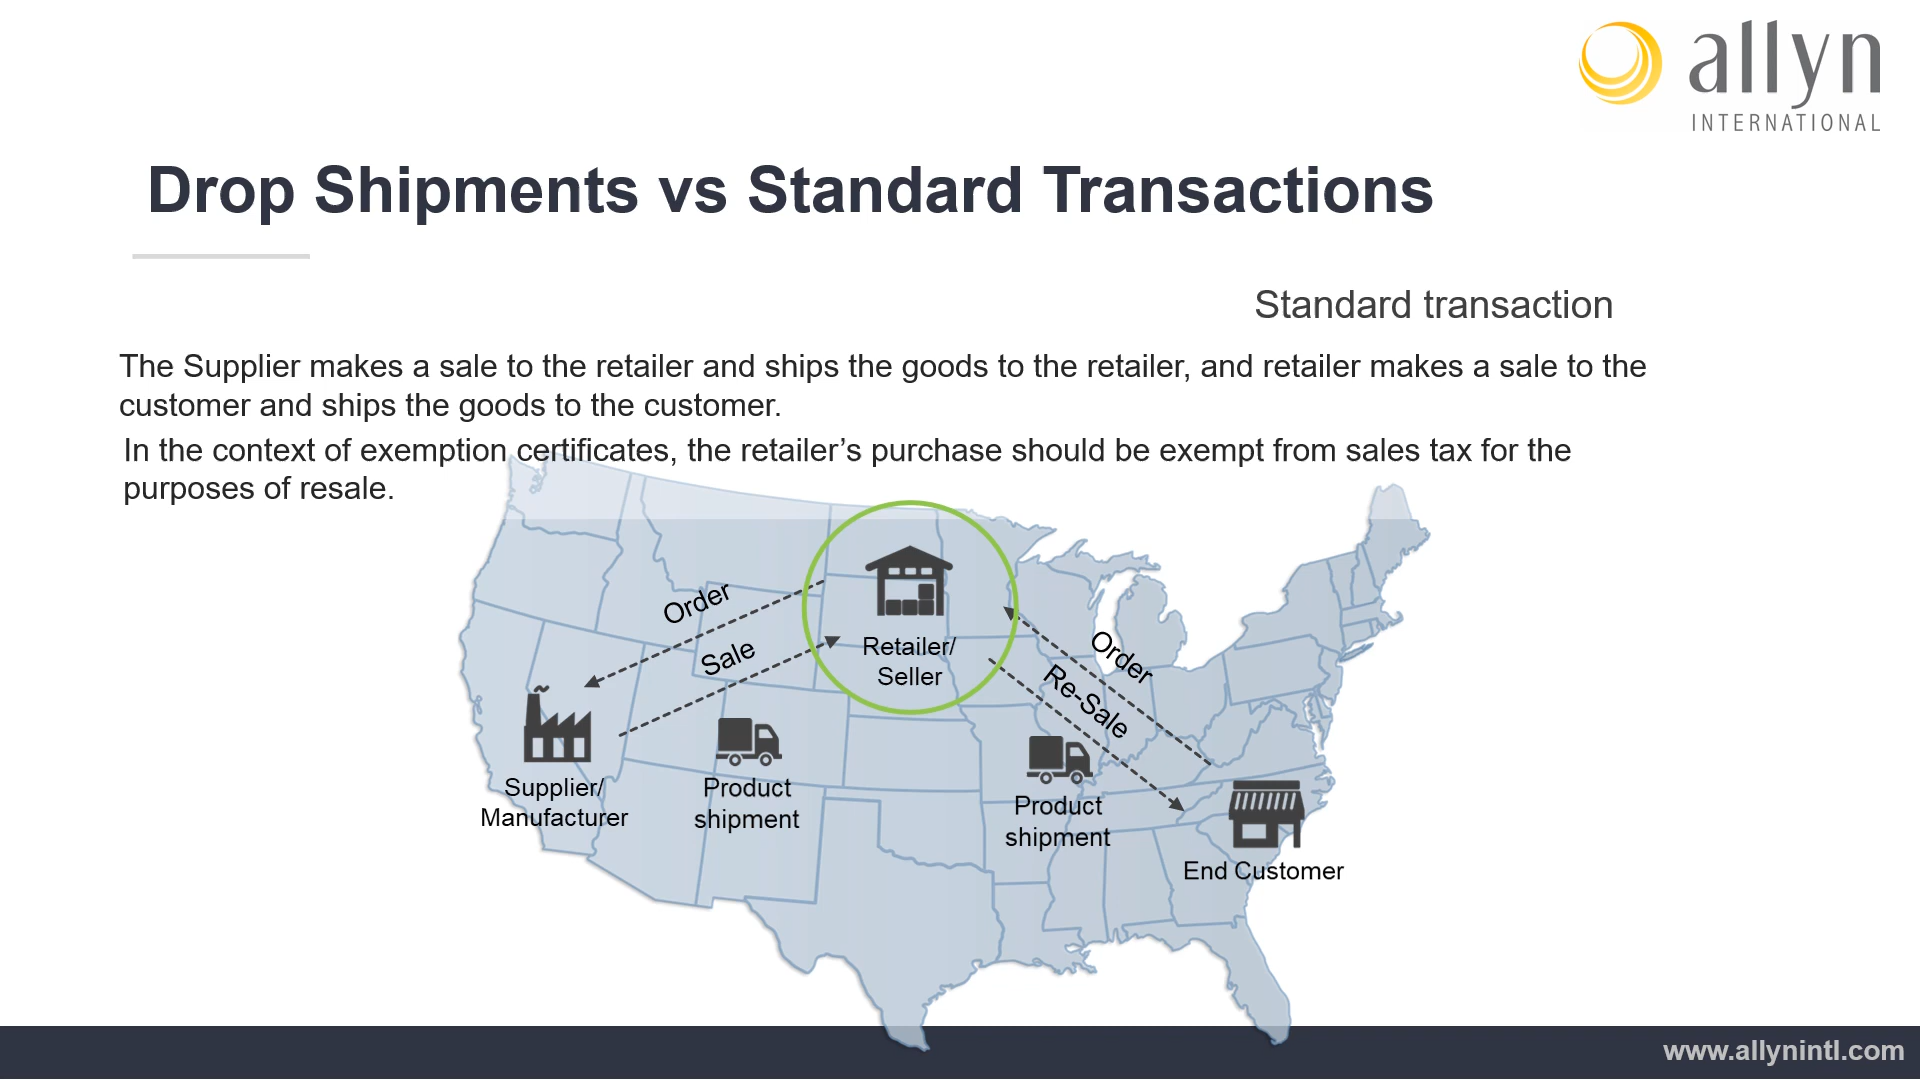 allyn
INTERNATIONAL
Drop Shipments vs Standard Transactions
Standard transaction
The Supplier makes a sale to the retailer and ships the goods to the retailer, and retailer makes a sale to the
customer and ships the goods to the customer.
In the context of exemption certificates, the retailer’s purchase should be exempt from sales tax for the
purposes of resale.
Order
Sale
Retailer/
Seller
Order
Re-Sale
Supplier/
Manufacturer
Product
shipment
Product
shipment
End Customer
www.allynintl.com